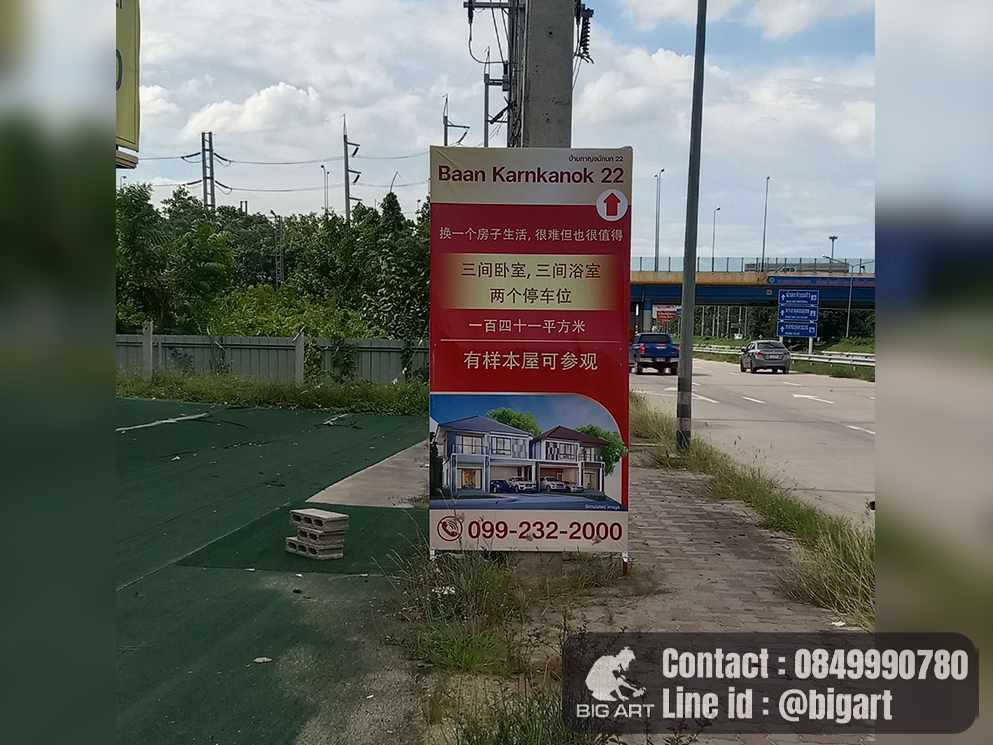 บ้านกาญจน์กนก 22
Baan Karnkanok 22
换一个房子生活, 很难但也很值得
三间卧室, 三间浴室
两个停车位
一百四十一平方米
有样本屋可参观
Simulated image
099-232-2000
Contact : 0849990780
Line id : @bigart
BIG ART